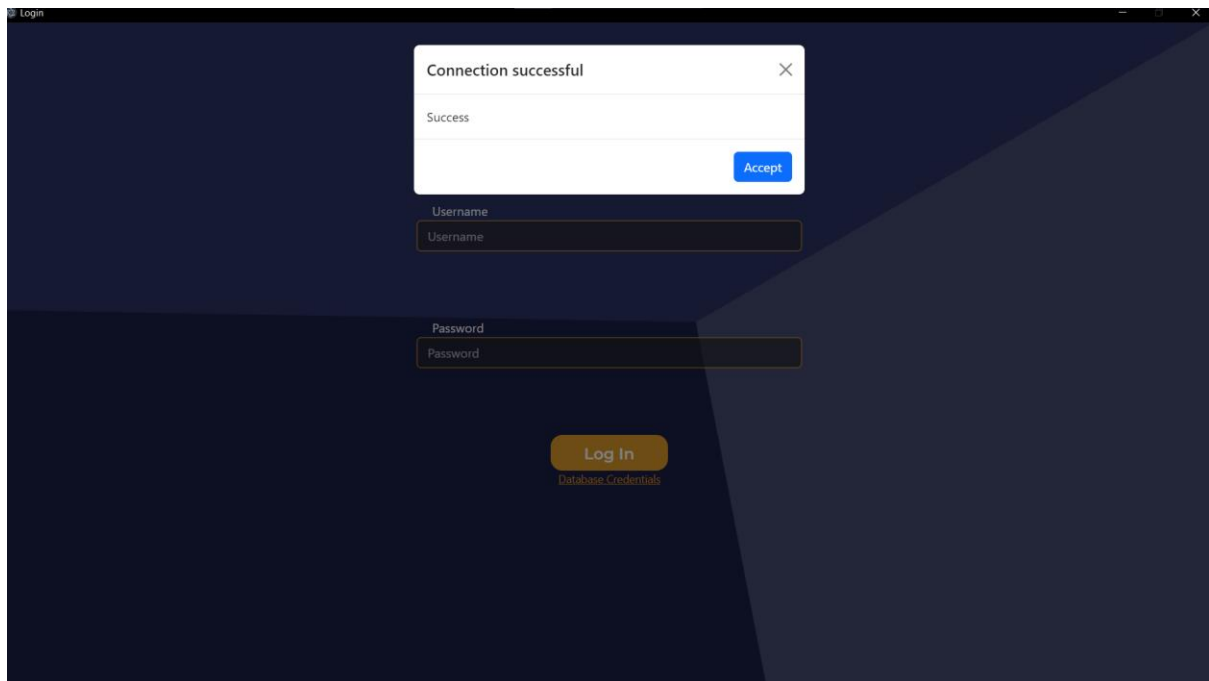 Login
Connection successful
Success
Accept
Username
Username
Password
Password
Log In
Database Credentials